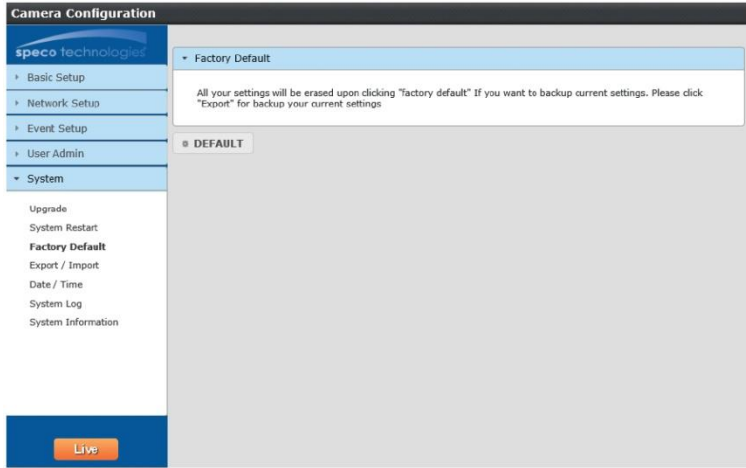 Camera Configuration
speco technologies
Basic Setup
Network Setup
Event Setup
User Admin
System
Upgrade
System Restart
Factory Default
Export / Import
Date / Time
System Log
System Information
Live
Factory Default
All your settings will be erased upon clicking "factory default" If you want to backup current settings. Please click
"Export" for backup your current settings
DEFAULT